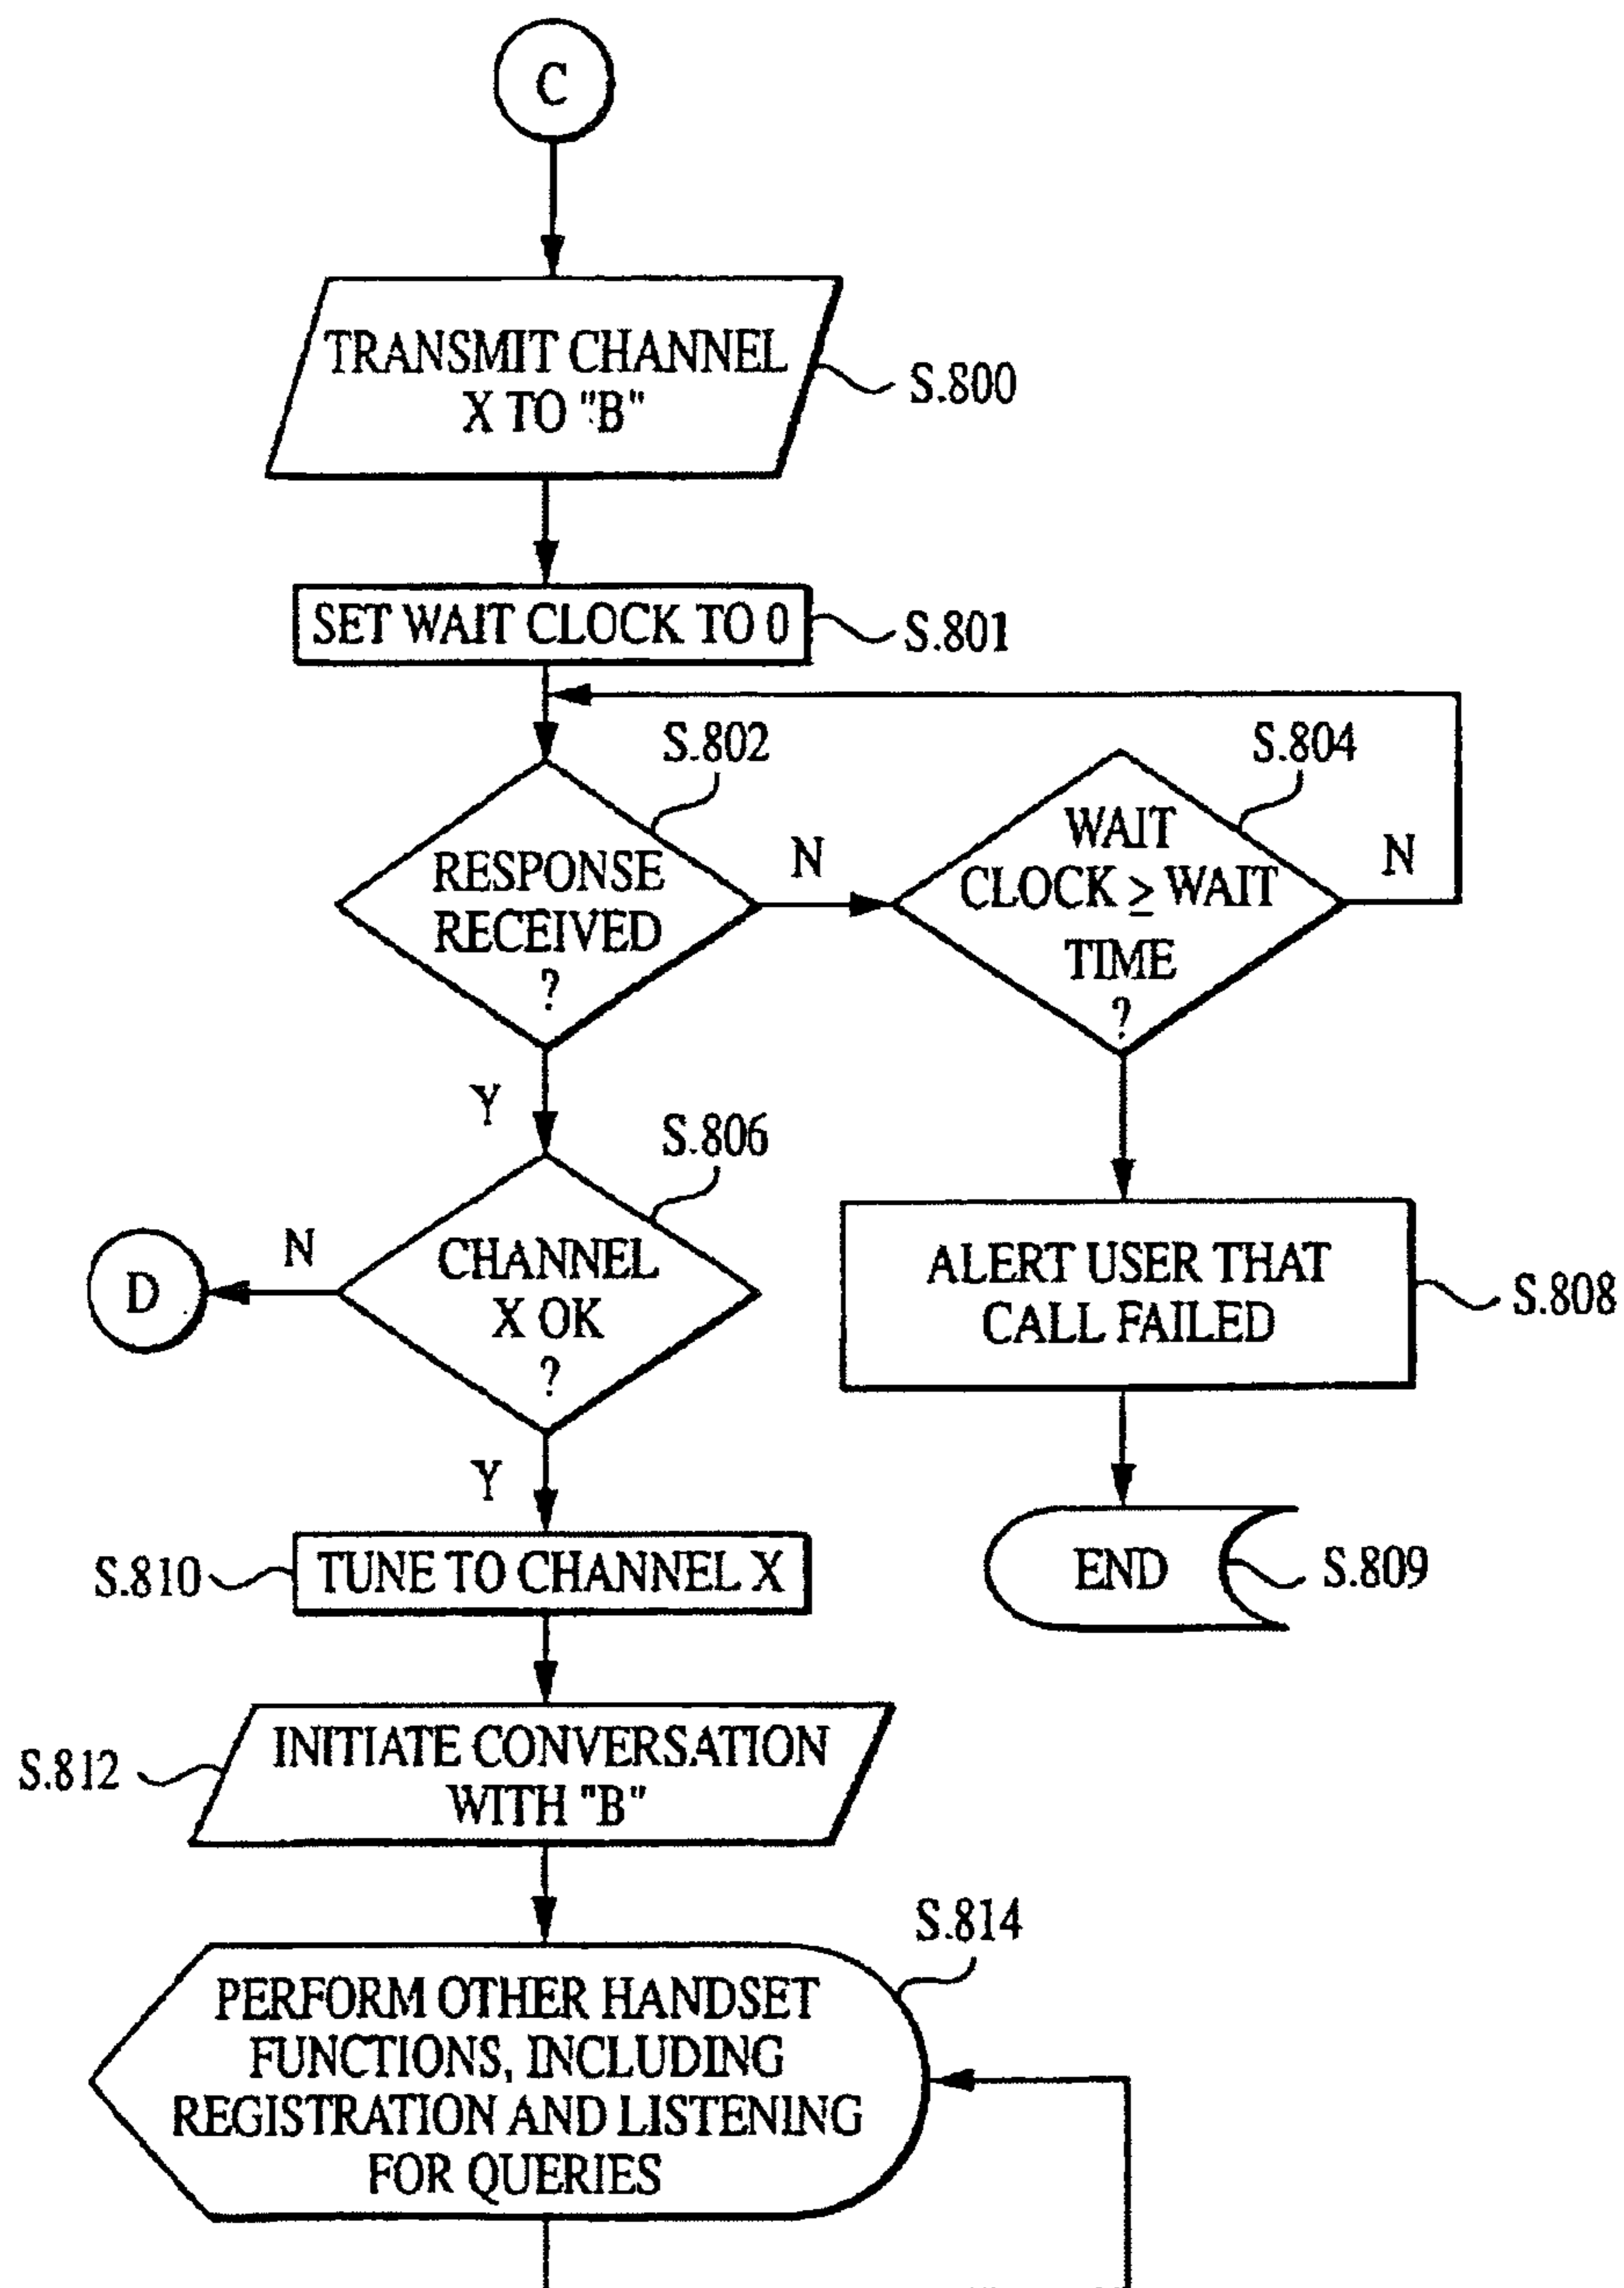 C
TRANSMIT CHANNEL
X TO "B"
S.800
SET WAIT CLOCK TO 0
S.801
S.802
S.804
RESPONSE
RECEIVED
?
N
WAIT
CLOCK ≥ WAIT
TIME
?
N
Y
S.806
D
N
CHANNEL
X OK
?
ALERT USER THAT
CALL FAILED
S.808
Y
S.810
TUNE TO CHANNEL X
END
S.809
S.812
INITIATE CONVERSATION
WITH "B"
S.814
PERFORM OTHER HANDSET
FUNCTIONS, INCLUDING
REGISTRATION AND LISTENING
FOR QUERIES